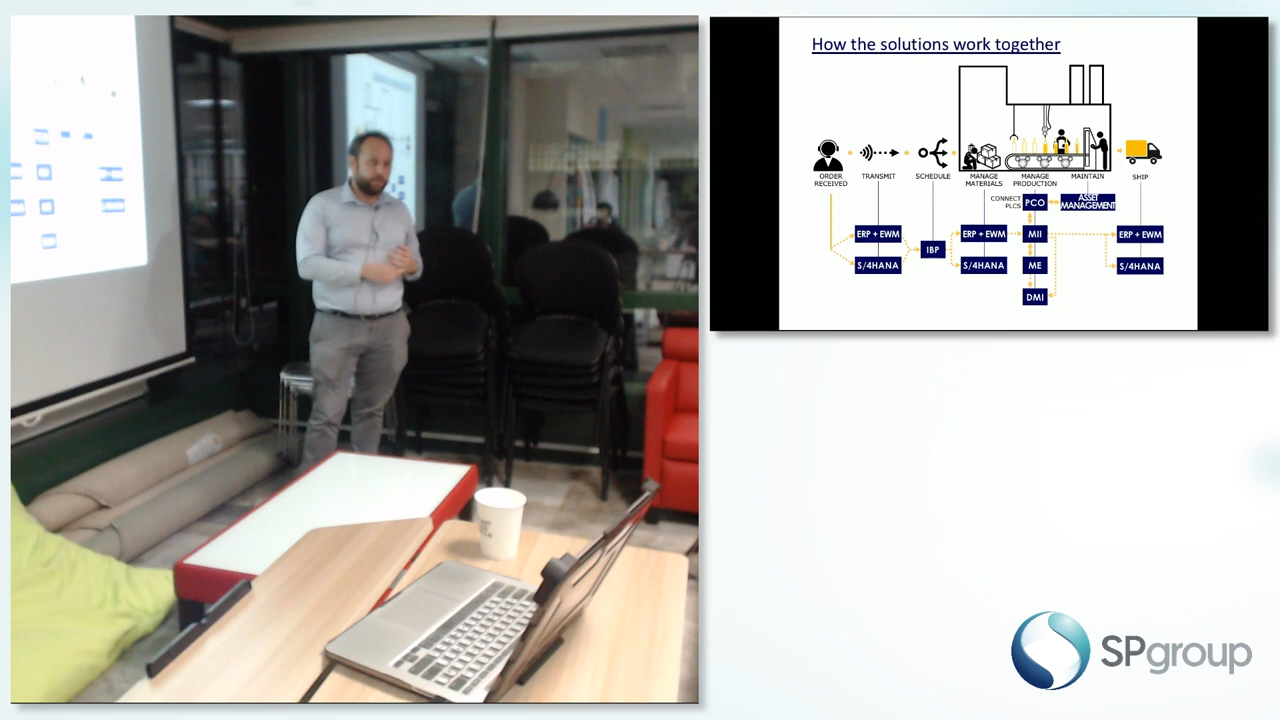 How the solutions work together
ORDER RECEIVED
TRANSMIT
SCHEDULE
MANAGE MATERIALS
MANAGE PRODUCTION
MAINTAIN
SHIP
CONNECT PLCS
PCO
ASSET MANAGEMENT
ERP + EWM
IBP
ERP + EWM
MII
ERP + EWM
S/4HANA
S/4HANA
ME
S/4HANA
DMI
SPgroup